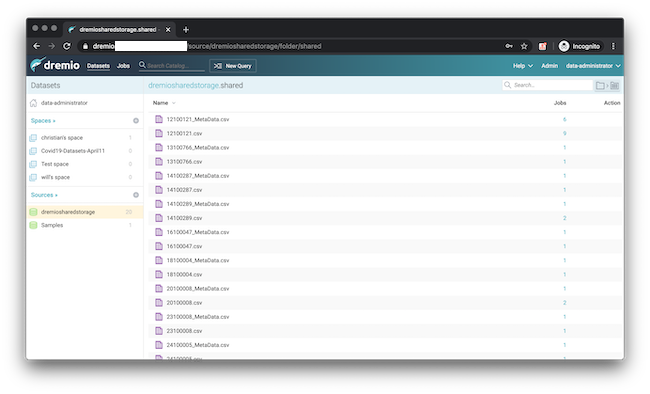 dremiosharedstorage.shared -
dremio /source/dremiosharedstorage/folder/shared
Incognito
dremio Datasets Jobs Search Catalog... New Query Help Admin data-administrator
Datasets dremiosharedstorage.shared Search...
data-administrator Name Jobs Action
Spaces »
christian's space 1
Covid19-Datasets-April11 0
Test space 0
will's space 0
Sources »
dremiosharedstorage
Samples 1
12100121_MetaData.csv 6
12100121.csv 9
13100766_MetaData.csv 1
13100766.csv 1
14100287_MetaData.csv 1
14100287.csv 1
14100289_MetaData.csv 1
14100289.csv 2
16100047_MetaData.csv 1
16100047.csv 1
18100004_MetaData.csv 1
18100004.csv 1
20100008_MetaData.csv 1
20100008.csv 2
23100008_MetaData.csv 1
23100008.csv 1
24100005_MetaData.csv 1